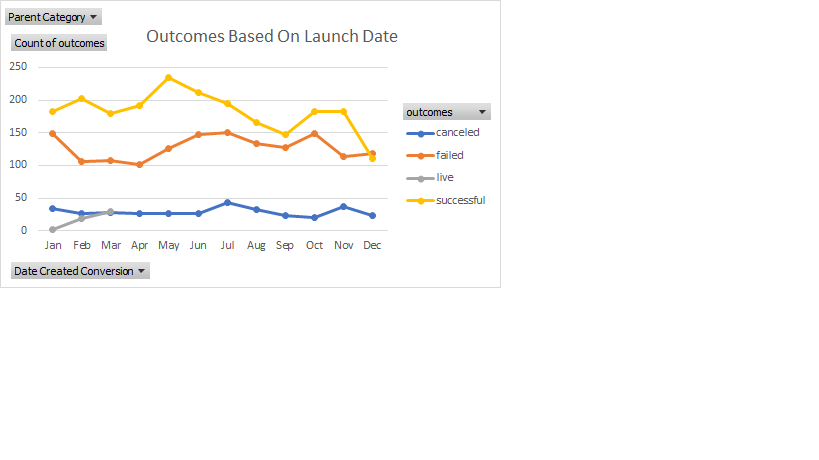 Parent Category
Count of outcomes
Outcomes Based On Launch Date
250
200
150
100
50
0
Jan Feb Mar Apr May Jun Jul Aug Sep Oct Nov Dec
outcomes
canceled
failed
live
successful
Date Created Conversion